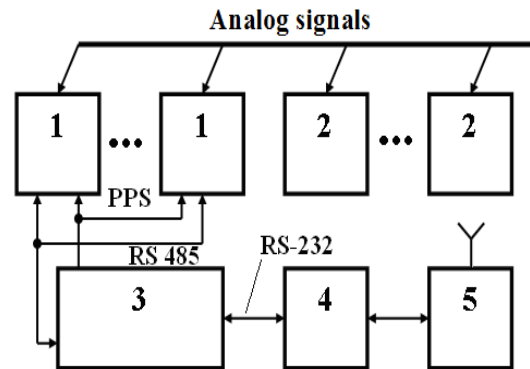 Analog signals
1 ••• 1 2 ••• 2
PPS
RS 485
RS-232
3 4 5